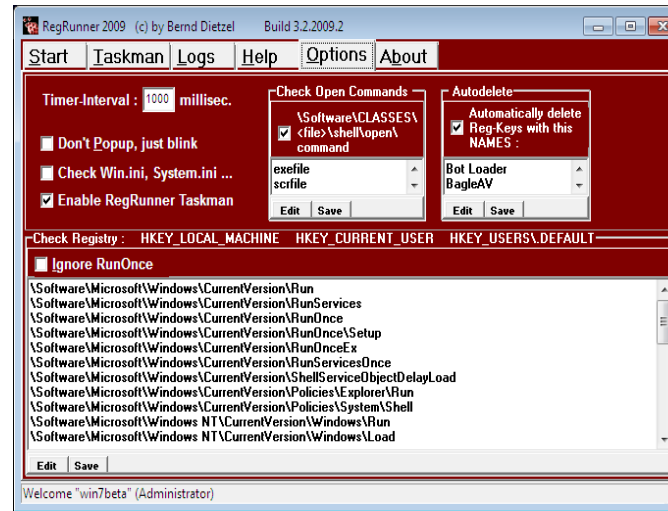 RegRunner 2009 (c) by Bernd Dietzel Build 3.2.2009.2
Start Taskman Logs Help Options About
Timer-Interval : 1000 millisec.
Don't Popup, just blink
Check Win.ini, System.ini ...
Enable RegRunner Taskman
Check Open Commands
\Software\CLASSES\
<file>\shell\open\
command
exefile
scrfile
Edit Save
Autodelete
Automatically delete
Reg-Keys with this
NAMES :
Bot Loader
BagleAV
Edit Save
Check Registry : HKEY_LOCAL_MACHINE HKEY_CURRENT_USER HKEY_USERS\.DEFAULT
Ignore RunOnce
\Software\Microsoft\Windows\CurrentVersion\Run
\Software\Microsoft\Windows\CurrentVersion\RunServices
\Software\Microsoft\Windows\CurrentVersion\RunOnce
\Software\Microsoft\Windows\CurrentVersion\RunOnce\Setup
\Software\Microsoft\Windows\CurrentVersion\RunOnceEx
\Software\Microsoft\Windows\CurrentVersion\RunServicesOnce
\Software\Microsoft\Windows\CurrentVersion\ShellServiceObjectDelayLoad
\Software\Microsoft\Windows\CurrentVersion\Policies\Explorer\Run
\Software\Microsoft\Windows\CurrentVersion\Policies\System\Shell
\Software\Microsoft\Windows NT\CurrentVersion\Windows\Run
\Software\Microsoft\Windows NT\CurrentVersion\Windows\Load
Edit Save
Welcome "win7beta" (Administrator)